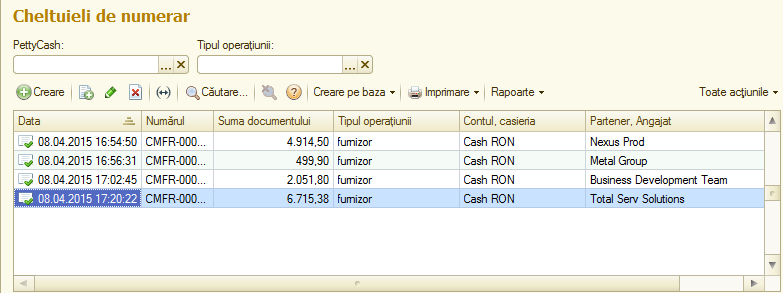 Cheltuieli de numerar
PettyCash: Tipul operațiunii:
... ...
Creare Căutare... Creare pe baza Imprimare Rapoarte Toate acțiunile
Data Numărul Suma documentului Tipul operațiunii Contul, casieria Partener, Angajat
08.04.2015 16:54:50 CMFR-000... 4.914,50 furnizor Cash RON Nexus Prod
08.04.2015 16:56:31 CMFR-000... 499,90 furnizor Cash RON Metal Group
08.04.2015 17:02:45 CMFR-000... 2.051,80 furnizor Cash RON Business Development Team
08.04.2015 17:20:22 CMFR-000... 6.715,38 furnizor Cash RON Total Serv Solutions